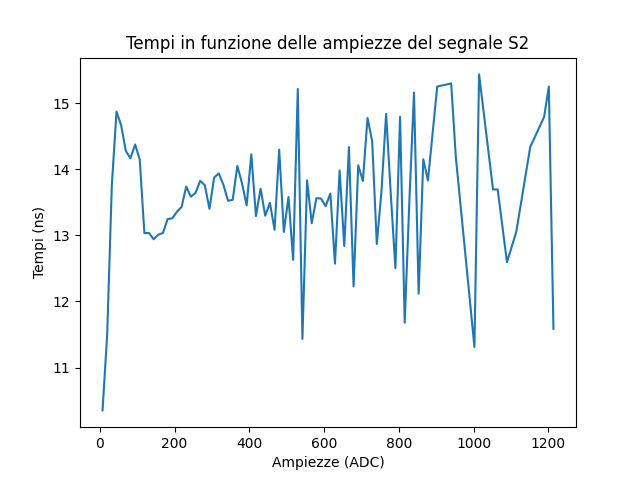 Tempi in funzione delle ampiezze del segnale S2
15
14
13
12
11
Tempi (ns)
0 200 400 600 800 1000 1200
Ampiezze (ADC)